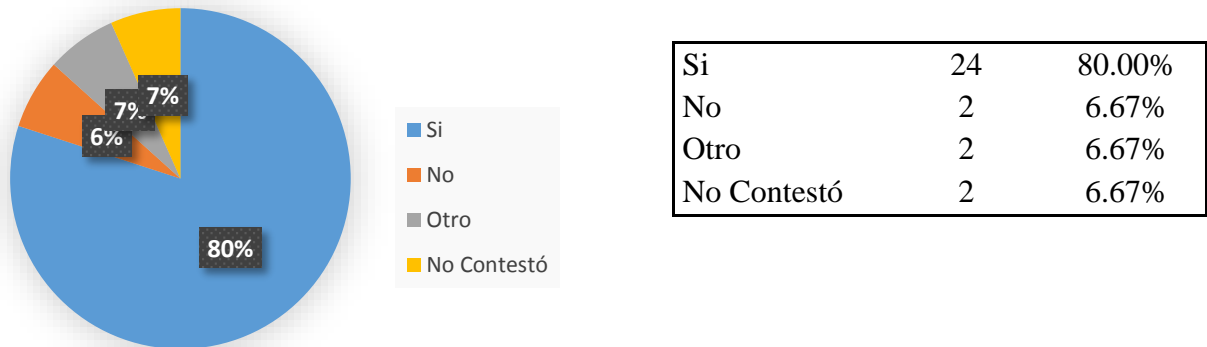 7%
7%
6%
80%
Si
No
Otro
No Contestó
Si 24 80.00%
No 2 6.67%
Otro 2 6.67%
No Contestó 2 6.67%